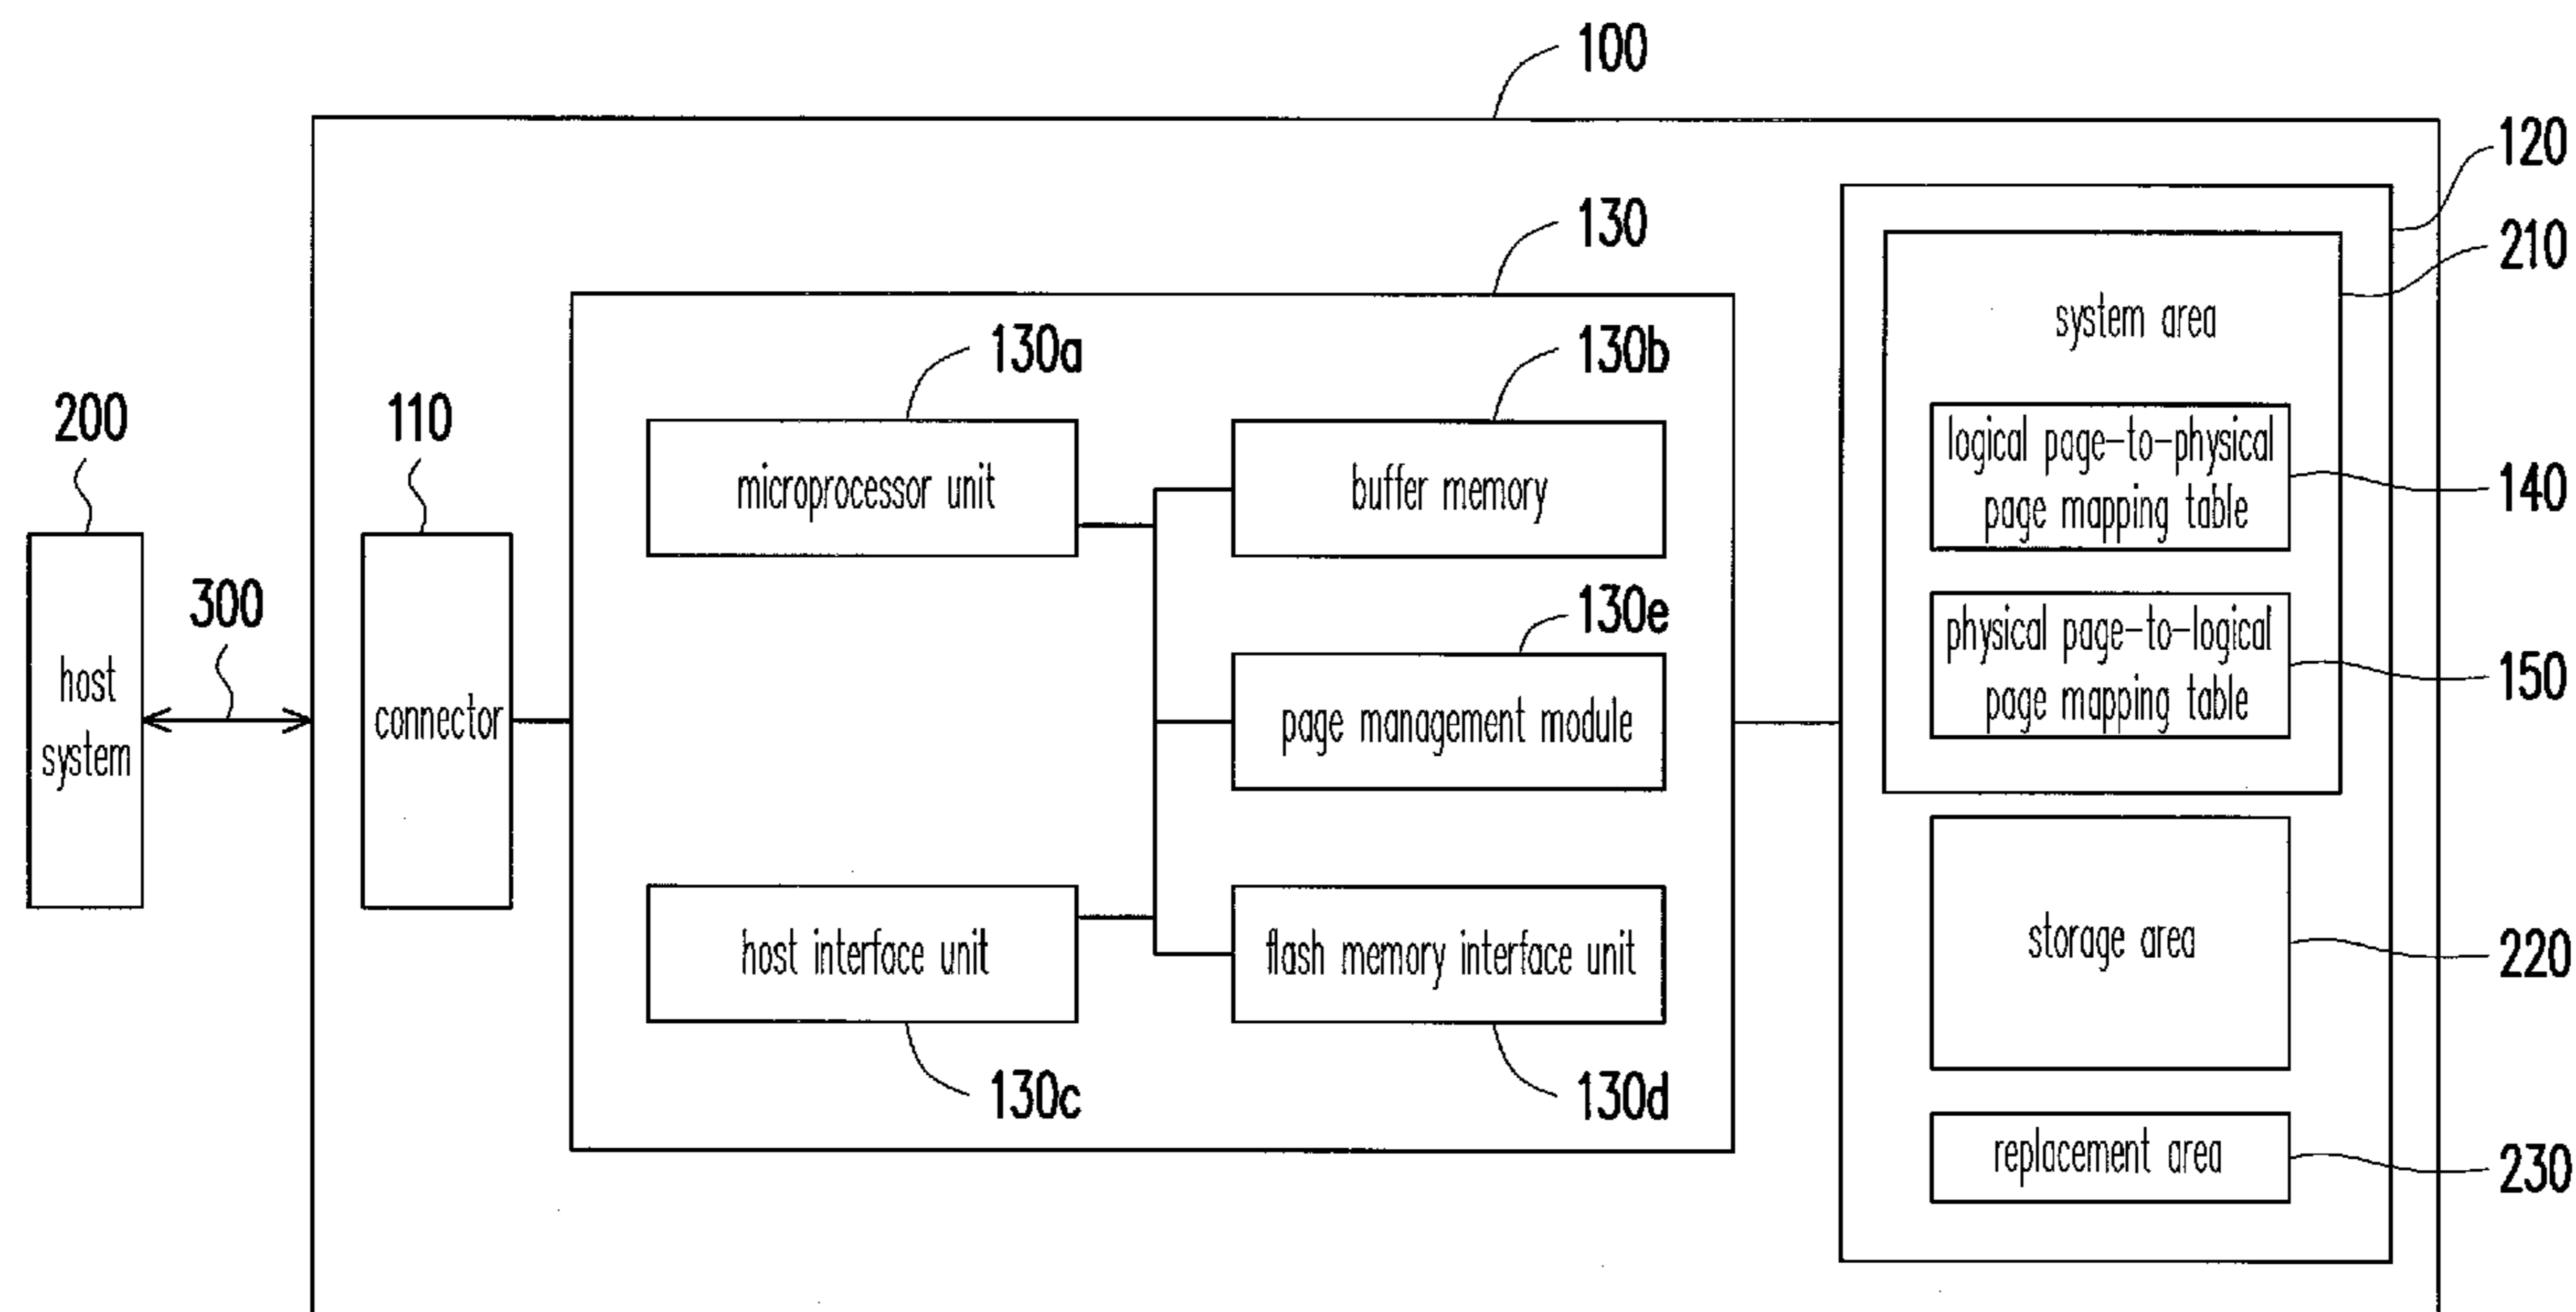 100
120
130
210
system area
130a
130b
200
110
logical page-to-physical
page mapping table
140
microprocessor unit
buffer memory
300
130e
physical page-to-logical
page mapping table
150
host
system
connector
page management module
host interface unit
flash memory interface unit
storage area
220
130c
130d
replacement area
230